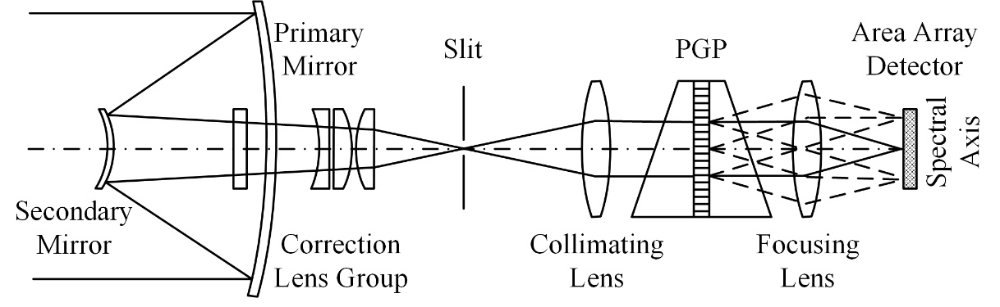 Primary
Mirror
Slit
PGP
Area Array
Detector
Spectral
Axis
Secondary
Mirror
Correction
Lens Group
Collimating
Lens
Focusing
Lens